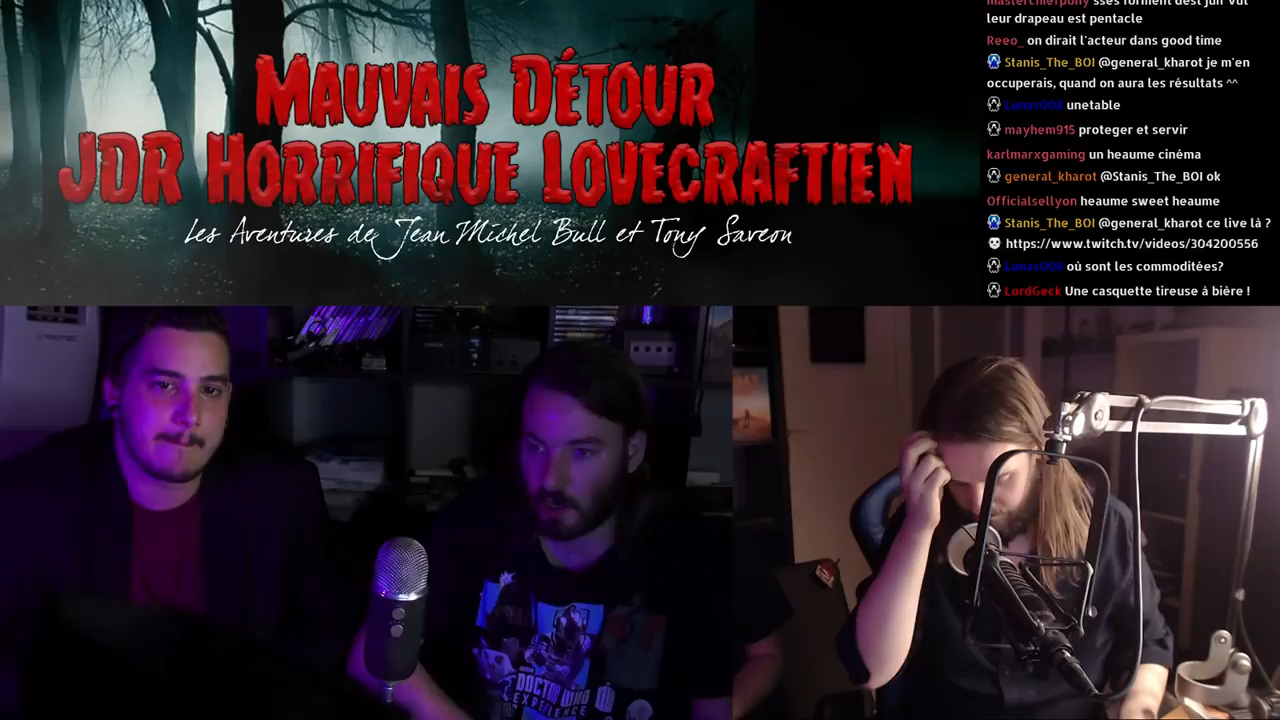 MAUVAIS DÉTOUR
JDR HORRIFIQUE LOVECRAFTIEN
Les Aventures de Jean Michel Bull et Tony Saveon
leur drapeau est pentacle
Reeo_ on dirait l'acteur dans good time
Stanis_The_BOI @general_kharot je m'en
occuperais, quand on aura les résultats ^^
unetable
mayhem915 proteger et servir
karlmarxgaming un heaume cinéma
general_kharot @Stanis_The_BOI ok
Officialsellyon heaume sweet heaume
Stanis_The_BOI @general_kharot ce live là ?
https://www.twitch.tv/videos/304200556
où sont les commoditées?
LordGeck Une casquette tireuse à bière !
DOCTOR WHO
EXPERIENCE